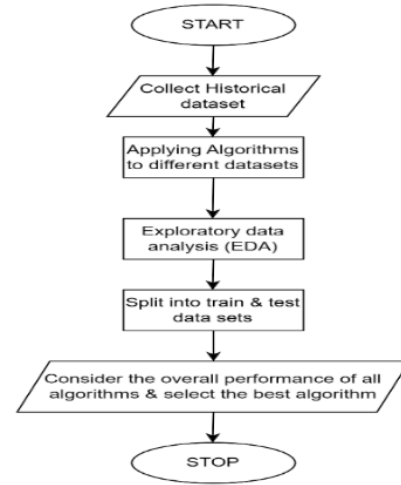 START
Collect Historical
dataset
Applying Algorithms
to different datasets
Exploratory data
analysis (EDA)
Split into train & test
data sets
Consider the overall performance of all
algorithms & select the best algorithm
STOP